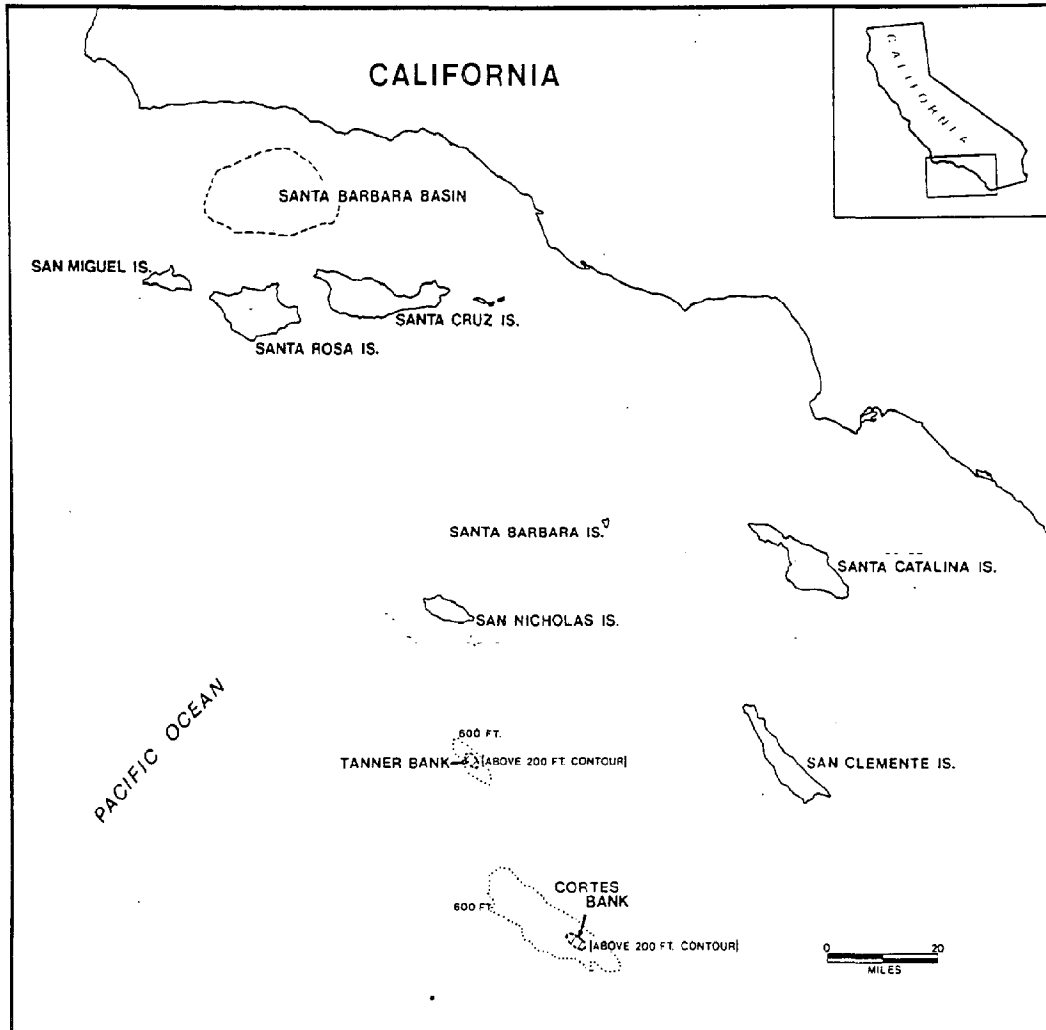 CALIFORNIA
CALIFORNIA
SANTA BARBARA BASIN
SAN MIGUEL IS.
SANTA CRUZ IS.
SANTA ROSA IS.
SANTA BARBARA IS.
SANTA CATALINA IS.
SAN NICHOLAS IS.
PACIFIC OCEAN
600 FT.
TANNER BANK
[ABOVE 200 FT. CONTOUR]
SAN CLEMENTE IS.
CORTES
BANK
600 FT.
[ABOVE 200 FT. CONTOUR]
0 20
MILES